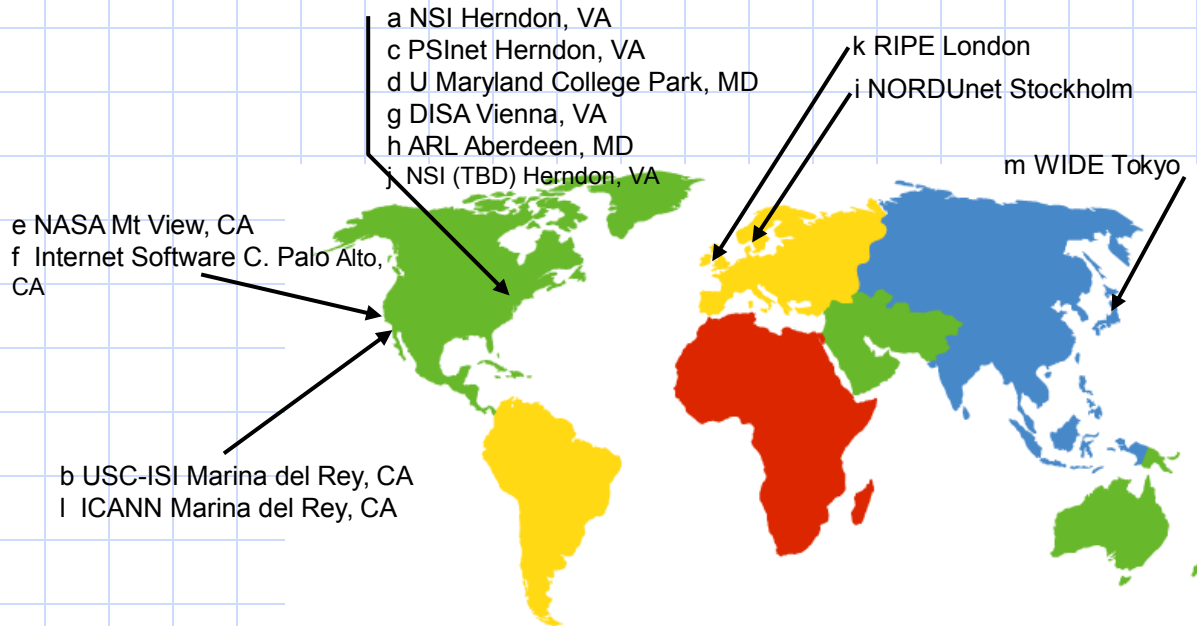 a NSI Herndon, VA
c PSInet Herndon, VA
d U Maryland College Park, MD
g DISA Vienna, VA
h ARL Aberdeen, MD
j NSI (TBD) Herndon, VA
k RIPE London
i NORDUnet Stockholm
m WIDE Tokyo
e NASA Mt View, CA
f Internet Software C. Palo Alto,
CA
b USC-ISI Marina del Rey, CA
l ICANN Marina del Rey, CA